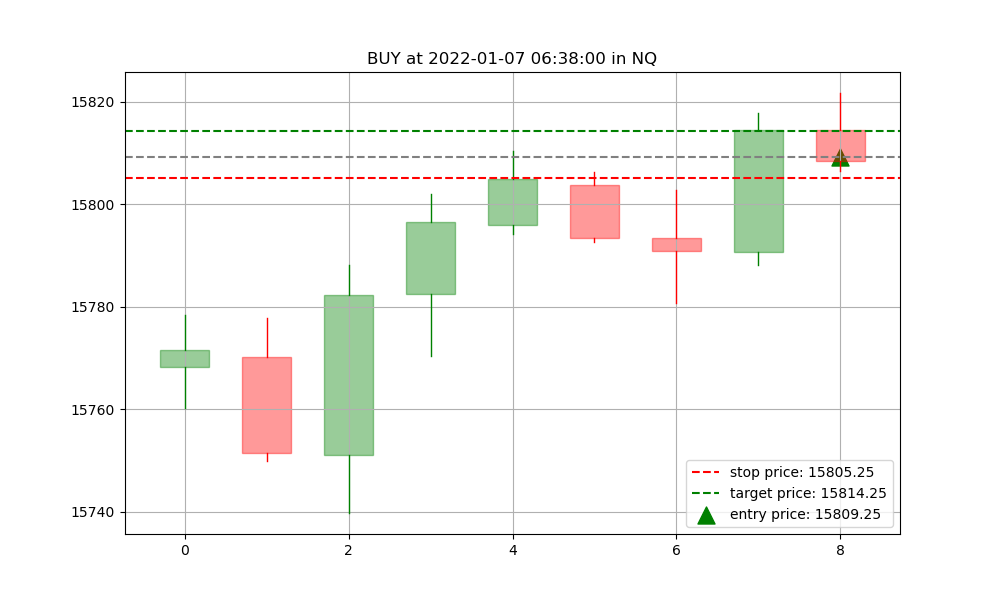 BUY at 2022-01-07 06:38:00 in NQ
15820
15800
15780
15760
15740
stop price: 15805.25
target price: 15814.25
entry price: 15809.25
0 2 4 6 8